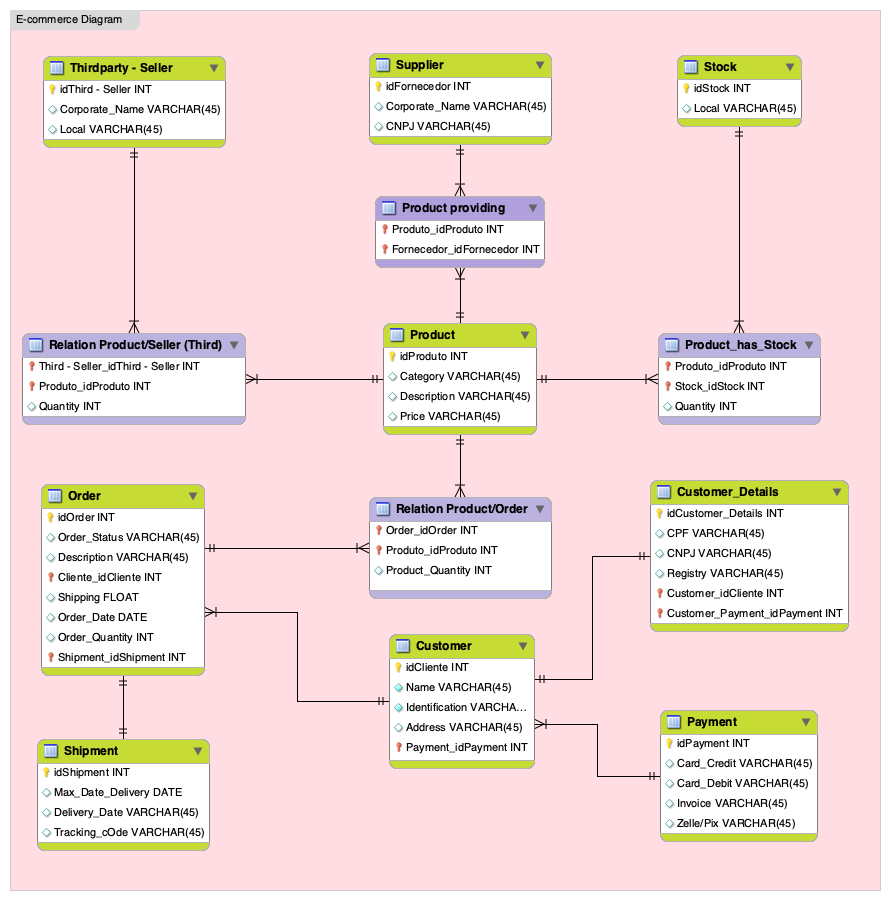 E-commerce Diagram
Thirdparty - Seller
idThird - Seller INT
Corporate_Name VARCHAR(45)
Local VARCHAR(45)
Supplier
idFornecedor INT
Corporate_Name VARCHAR(45)
CNPJ VARCHAR(45)
Stock
idStock INT
Local VARCHAR(45)
Product providing
Produto_idProduto INT
Fornecedor_idFornecedor INT
Relation Product/Seller (Third)
Third - Seller_idThird - Seller INT
Produto_idProduto INT
Quantity INT
Product
idProduto INT
Category VARCHAR(45)
Description VARCHAR(45)
Price VARCHAR(45)
Product_has_Stock
Produto_idProduto INT
Stock_idStock INT
Quantity INT
Order
idOrder INT
Order_Status VARCHAR(45)
Description VARCHAR(45)
Cliente_idCliente INT
Shipping FLOAT
Order_Date DATE
Order_Quantity INT
Shipment_idShipment INT
Relation Product/Order
Order_idOrder INT
Produto_idProduto INT
Product_Quantity INT
Customer_Details
idCustomer_Details INT
CPF VARCHAR(45)
CNPJ VARCHAR(45)
Registry VARCHAR(45)
Customer_idCliente INT
Customer_Payment_idPayment INT
Customer
idCliente INT
Name VARCHAR(45)
Identification VARCHA...
Address VARCHAR(45)
Payment_idPayment INT
Shipment
idShipment INT
Max_Date_Delivery DATE
Delivery_Date VARCHAR(45)
Tracking_cOde VARCHAR(45)
Payment
idPayment INT
Card_Credit VARCHAR(45)
Card_Debit VARCHAR(45)
Invoice VARCHAR(45)
Zelle/Pix VARCHAR(45)